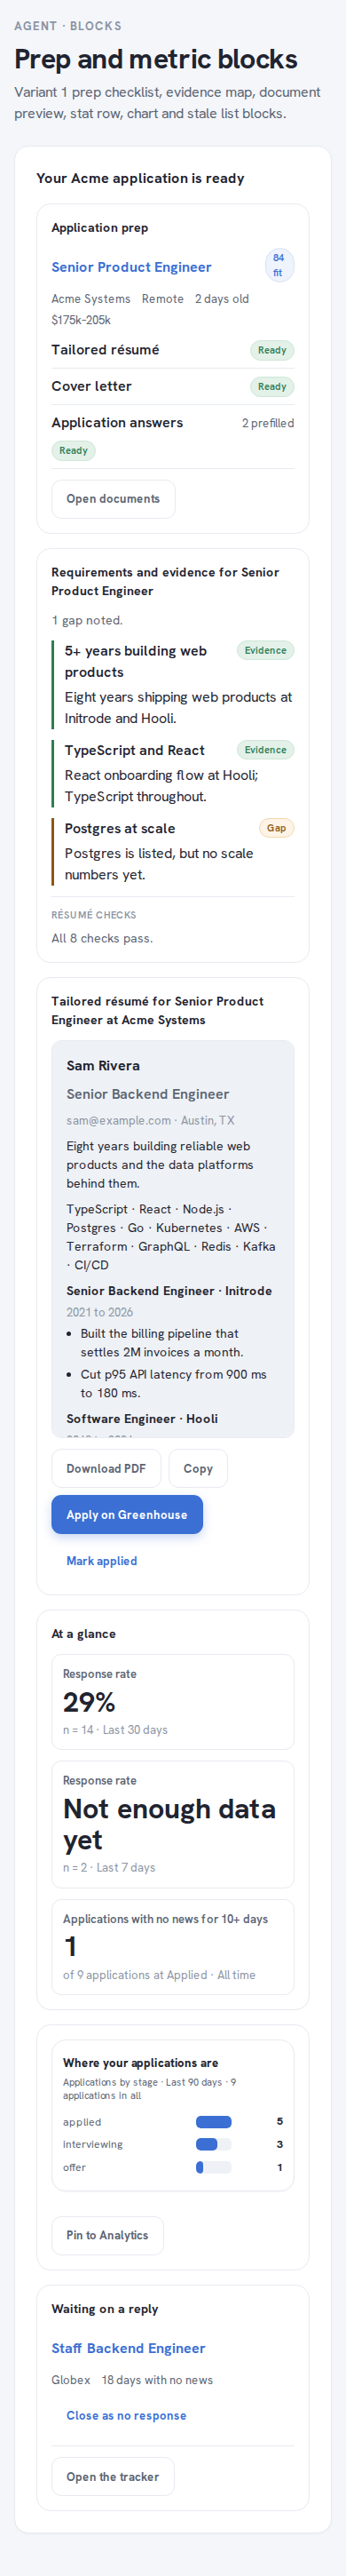 AGENT · BLOCKS
Prep and metric blocks
Variant 1 prep checklist, evidence map, document
preview, stat row, chart and stale list blocks.
Your Acme application is ready
Application prep
Senior Product Engineer
84
fit
Acme Systems Remote 2 days old
$175k–205k
Tailored résumé Ready
Cover letter Ready
Application answers 2 prefilled
Ready
Open documents
Requirements and evidence for Senior
Product Engineer
1 gap noted.
5+ years building web
products
Evidence
Eight years shipping web products at
Initrode and Hooli.
TypeScript and React Evidence
React onboarding flow at Hooli;
TypeScript throughout.
Postgres at scale Gap
Postgres is listed, but no scale
numbers yet.
RÉSUMÉ CHECKS
All 8 checks pass.
Tailored résumé for Senior Product
Engineer at Acme Systems
Sam Rivera
Senior Backend Engineer
sam@example.com · Austin, TX
Eight years building reliable web
products and the data platforms
behind them.
TypeScript · React · Node.js ·
Postgres · Go · Kubernetes · AWS ·
Terraform · GraphQL · Redis · Kafka
· CI/CD
Senior Backend Engineer · Initrode
2021 to 2026
• Built the billing pipeline that
settles 2M invoices a month.
• Cut p95 API latency from 900 ms
to 180 ms.
Software Engineer · Hooli
Download PDF Copy
Apply on Greenhouse
Mark applied
At a glance
Response rate
29%
n = 14 · Last 30 days
Response rate
Not enough data
yet
n = 2 · Last 7 days
Applications with no news for 10+ days
1
of 9 applications at Applied · All time
Where your applications are
Applications by stage · Last 90 days · 9
applications in all
applied 5
Interviewing 3
offer 1
Pin to Analytics
Waiting on a reply
Staff Backend Engineer
Globex 18 days with no news
Close as no response
Open the tracker